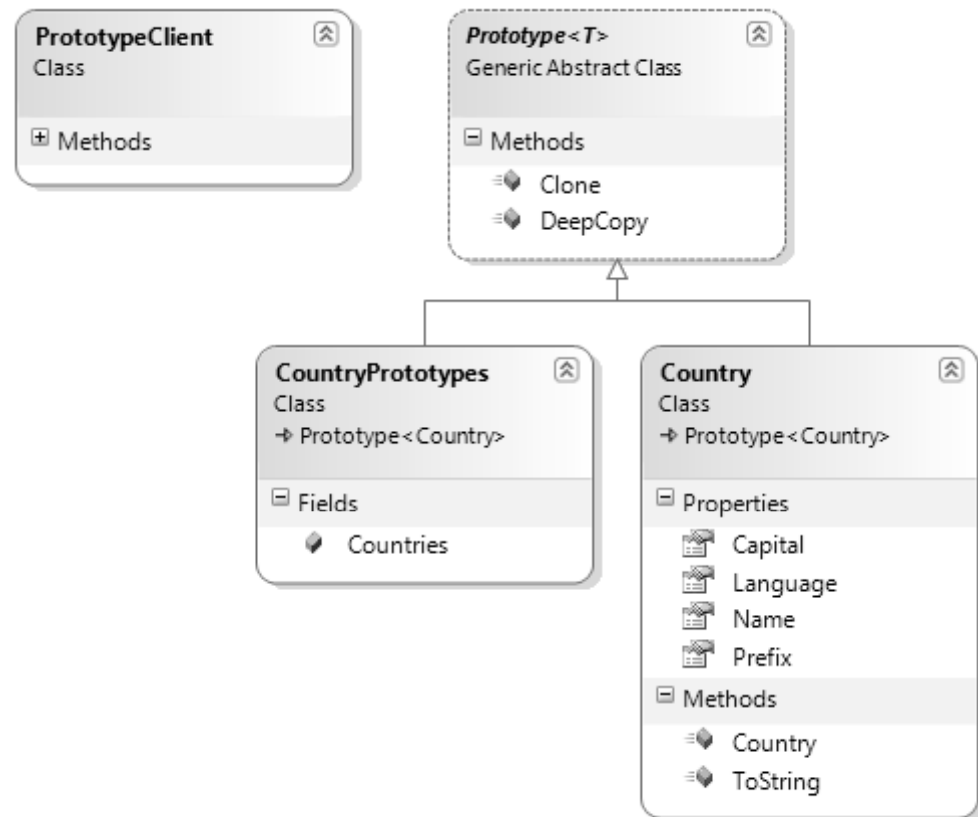 PrototypeClient
Class
Methods
Prototype<T>
Generic Abstract Class
Methods
Clone
DeepCopy
CountryPrototypes
Class
Prototype<Country>
Fields
Countries
Country
Class
Prototype<Country>
Properties
Capital
Language
Name
Prefix
Methods
Country
ToString